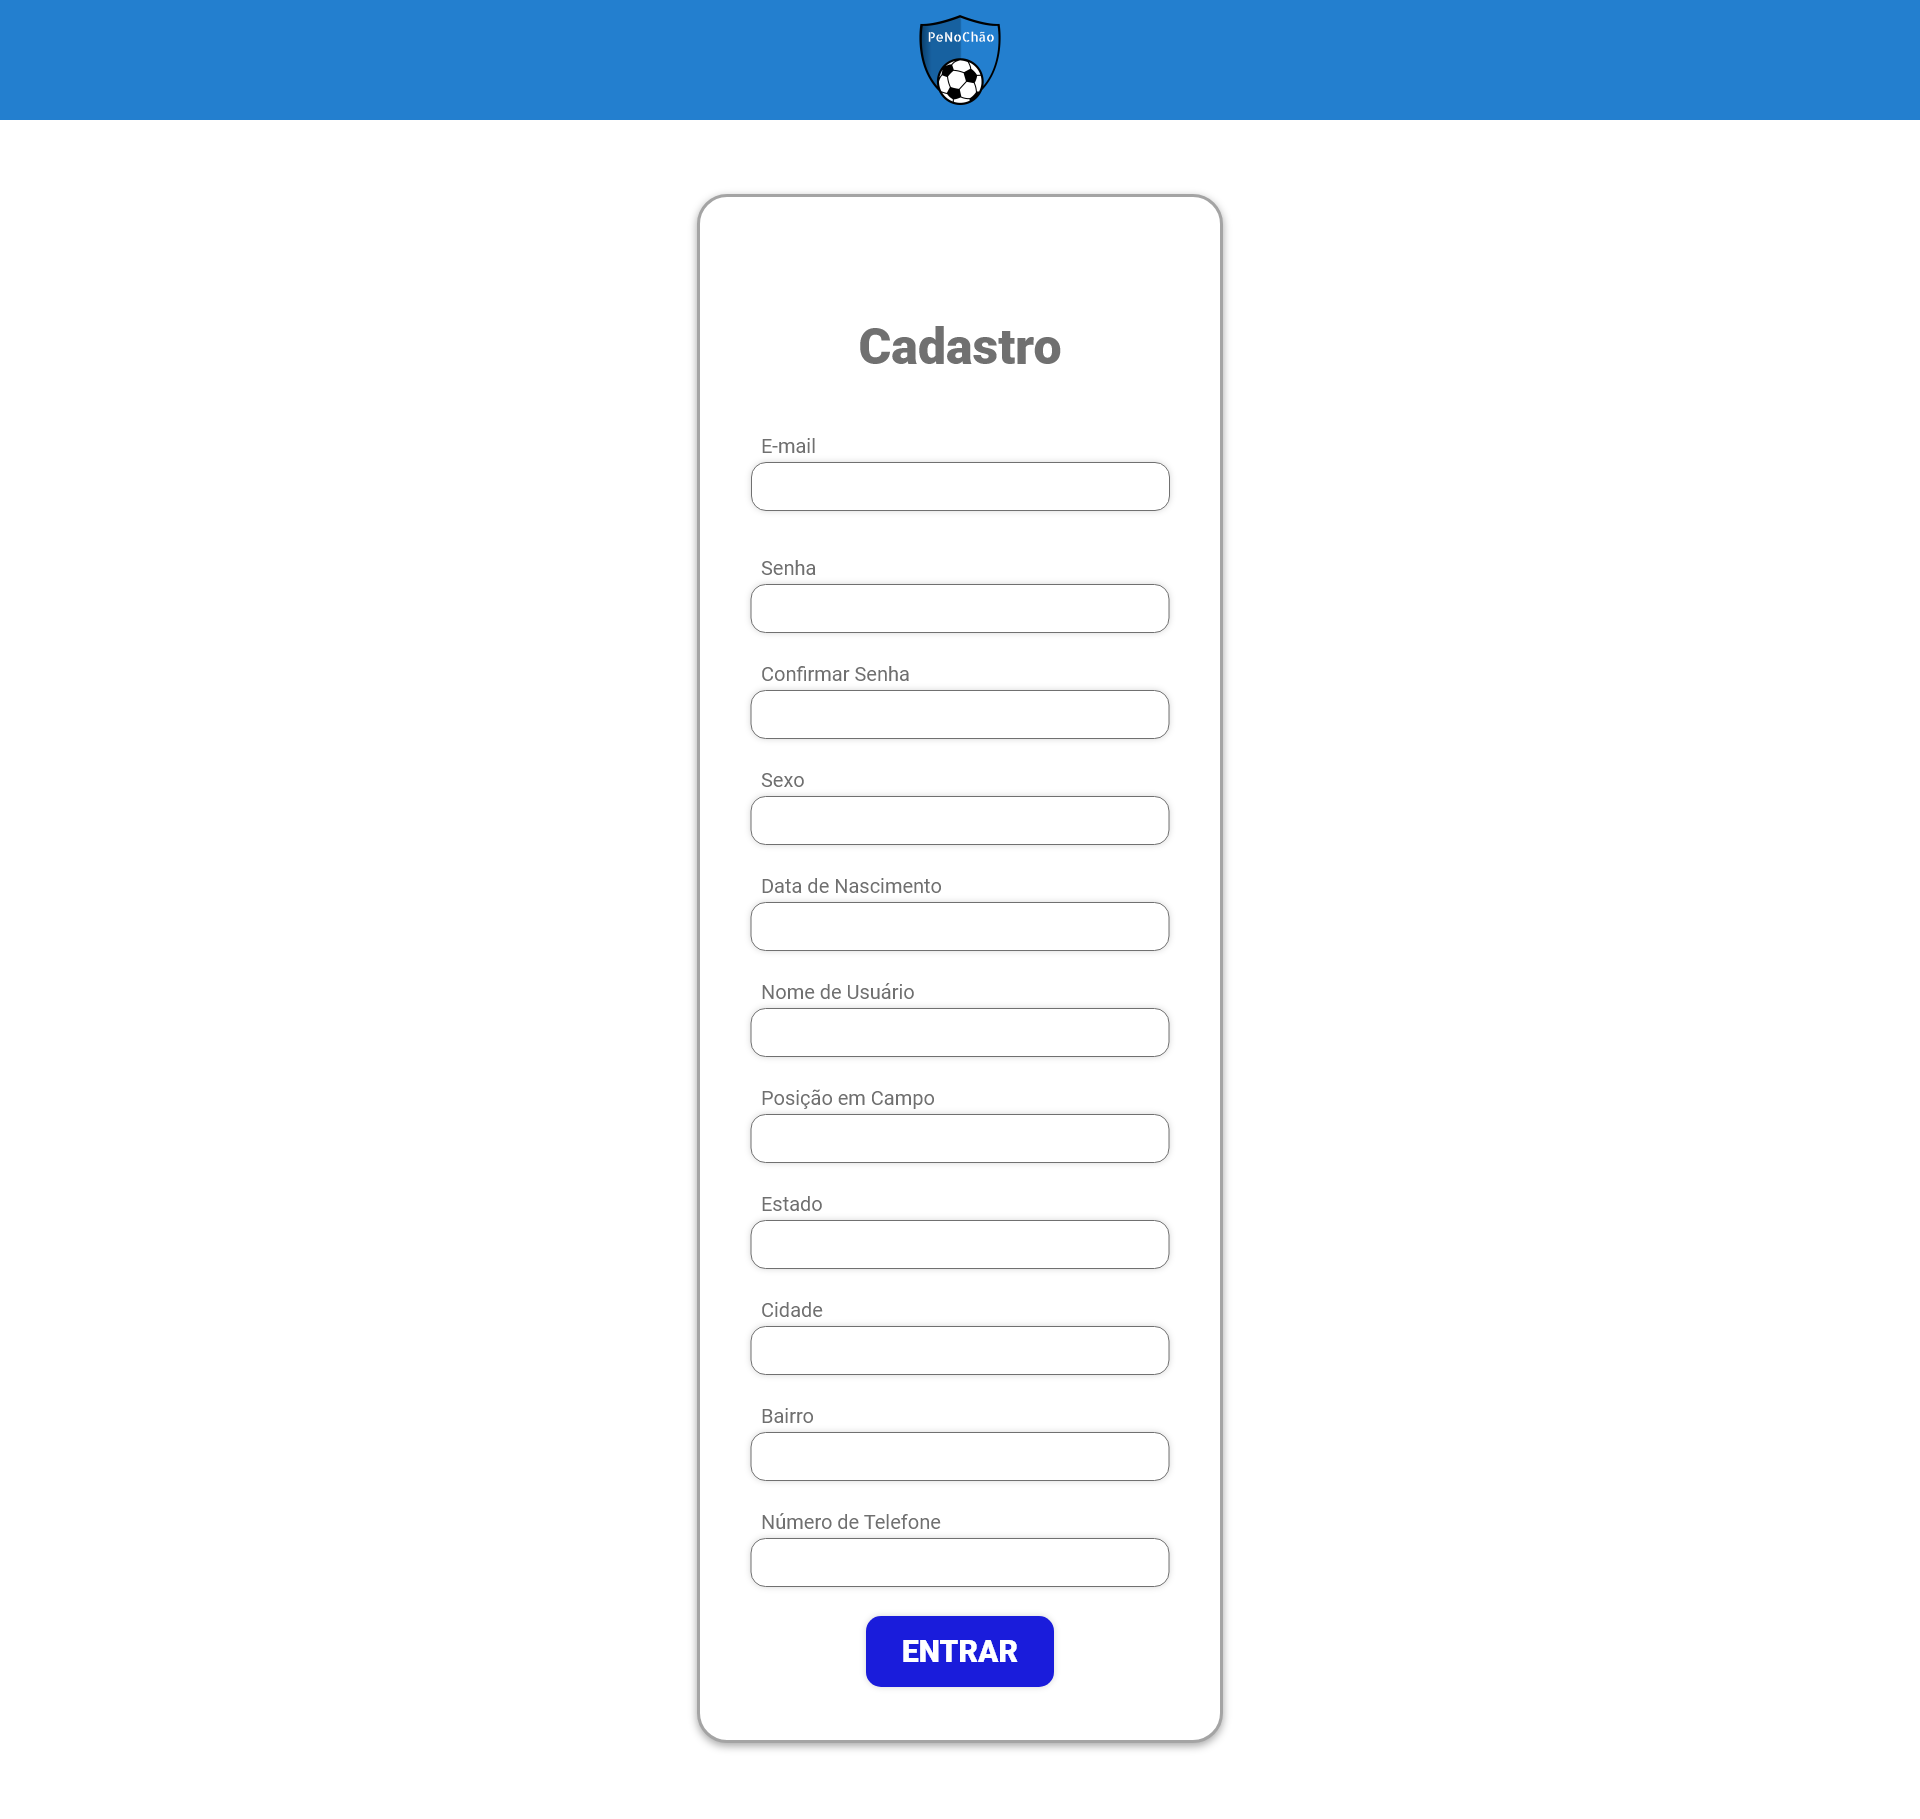 PeNoChão
Cadastro
E-mail
Senha
Confirmar Senha
Sexo
Data de Nascimento
Nome de Usuário
Posição em Campo
Estado
Cidade
Bairro
Número de Telefone
ENTRAR